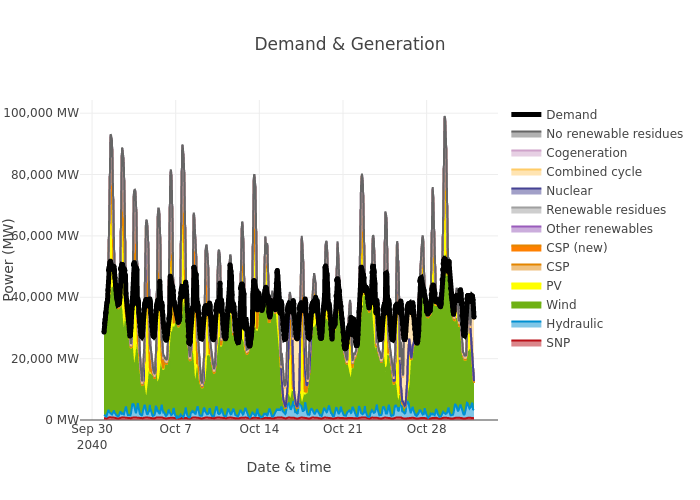 Demand & Generation
Power (MW)
100,000 MW
80,000 MW
60,000 MW
40,000 MW
20,000 MW
0 MW
Sep 30
2040
Oct 7
Oct 14
Oct 21
Oct 28
Date & time
Demand
No renewable residues
Cogeneration
Combined cycle
Nuclear
Renewable residues
Other renewables
CSP (new)
CSP
PV
Wind
Hydraulic
SNP